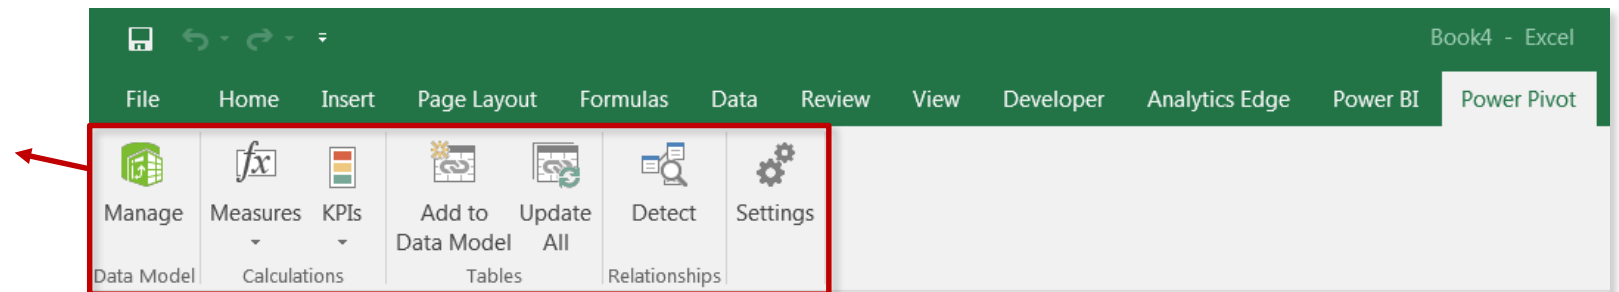 Book4 - Excel
File Home Insert Page Layout Formulas Data Review View Developer Analytics Edge Power BI Power Pivot
fx
Manage Measures KPIs Add to Data Model Update All Detect Settings
Data Model Calculations Tables Relationships